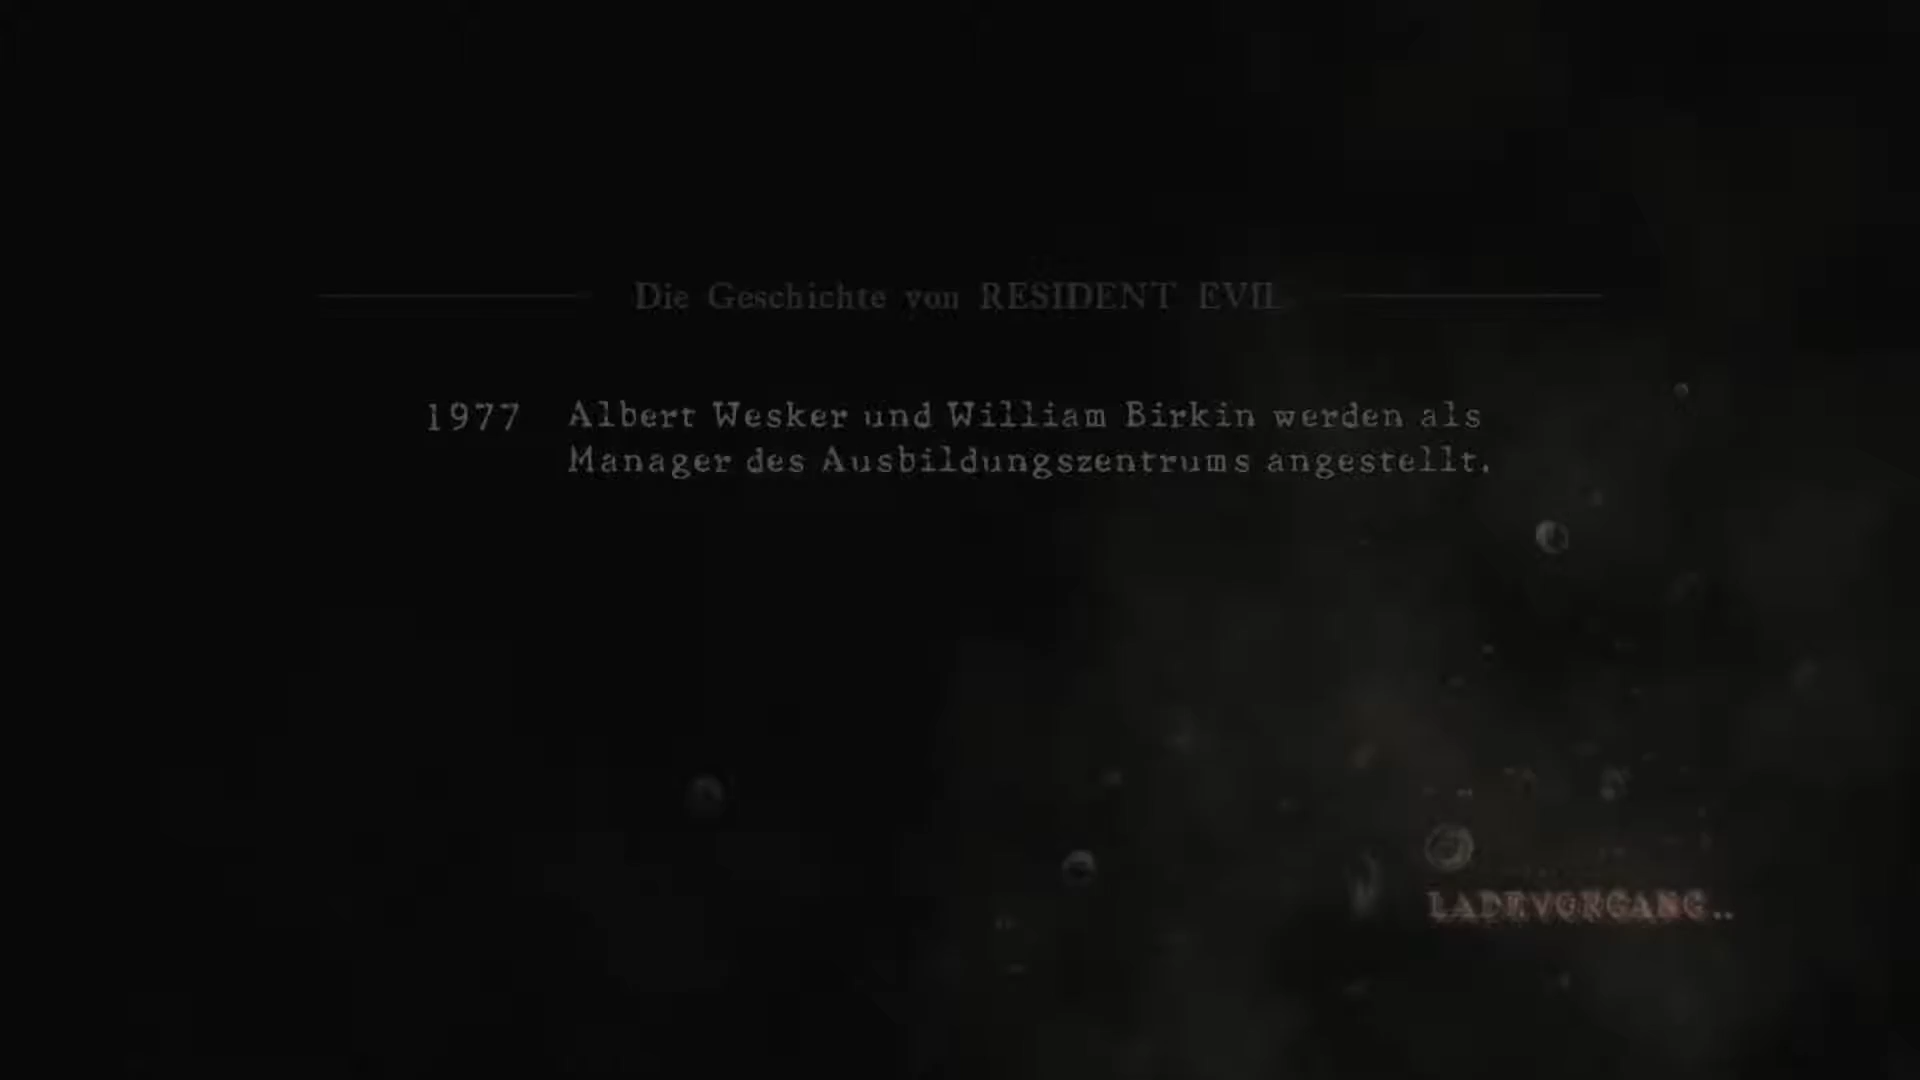 Die Geschichte von RESIDENT EVIL
1977 Albert Wesker und William Birkin werden als
Manager des Ausbildungszentrums angestellt.
LADEVORGANG..